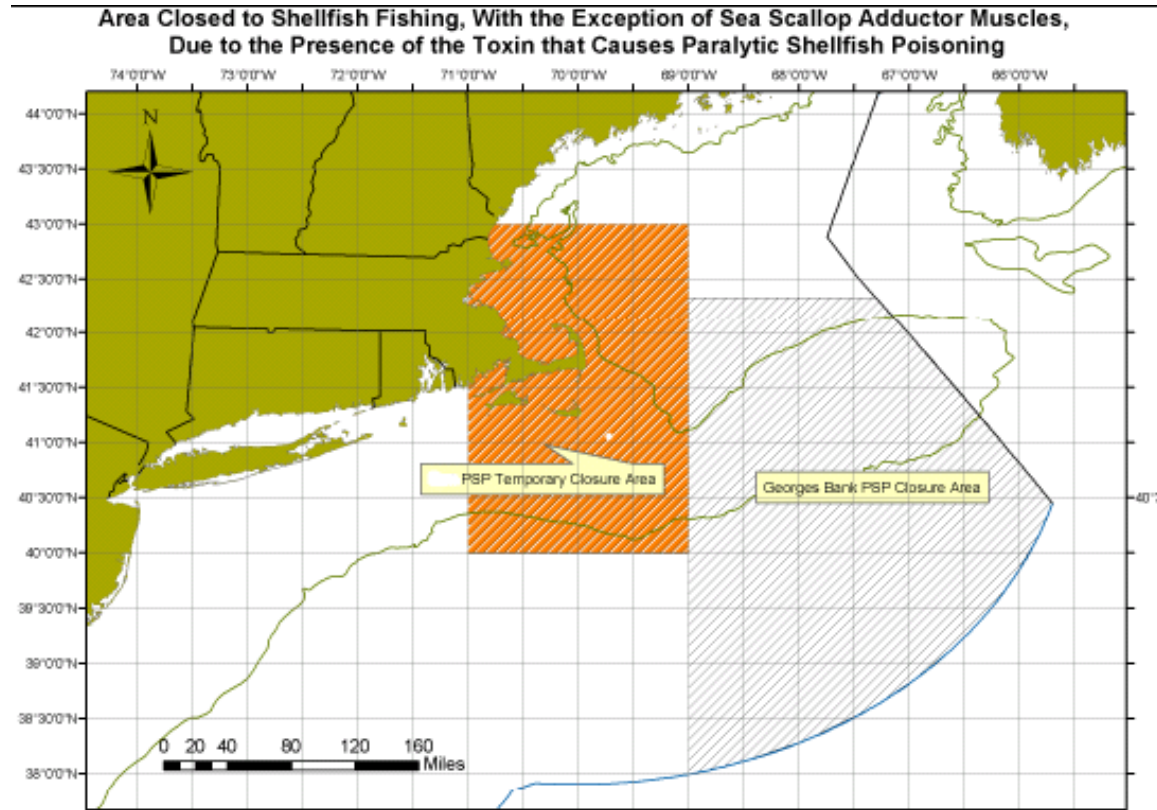 Area Closed to Shellfish Fishing, With the Exception of Sea Scallop Adductor Muscles,
Due to the Presence of the Toxin that Causes Paralytic Shellfish Poisoning
74°0'0"W 73°0'0"W 72°0'0"W 71°0'0"W 70°0'0"W 69°0'0"W 68°0'0"W 67°0'0"W 66°0'0"W
44°0'0"N
N
43°30'0"N
43°0'0"N
42°30'0"N
42°0'0"N
41°30'0"N
41°0'0"N
PSP Temporary Closure Area
Georges Bank PSP Closure Area
40°30'0"N
40°0'0"N
39°30'0"N
39°0'0"N
38°30'0"N
0 20 40 80 120 160
Miles
38°0'0"N